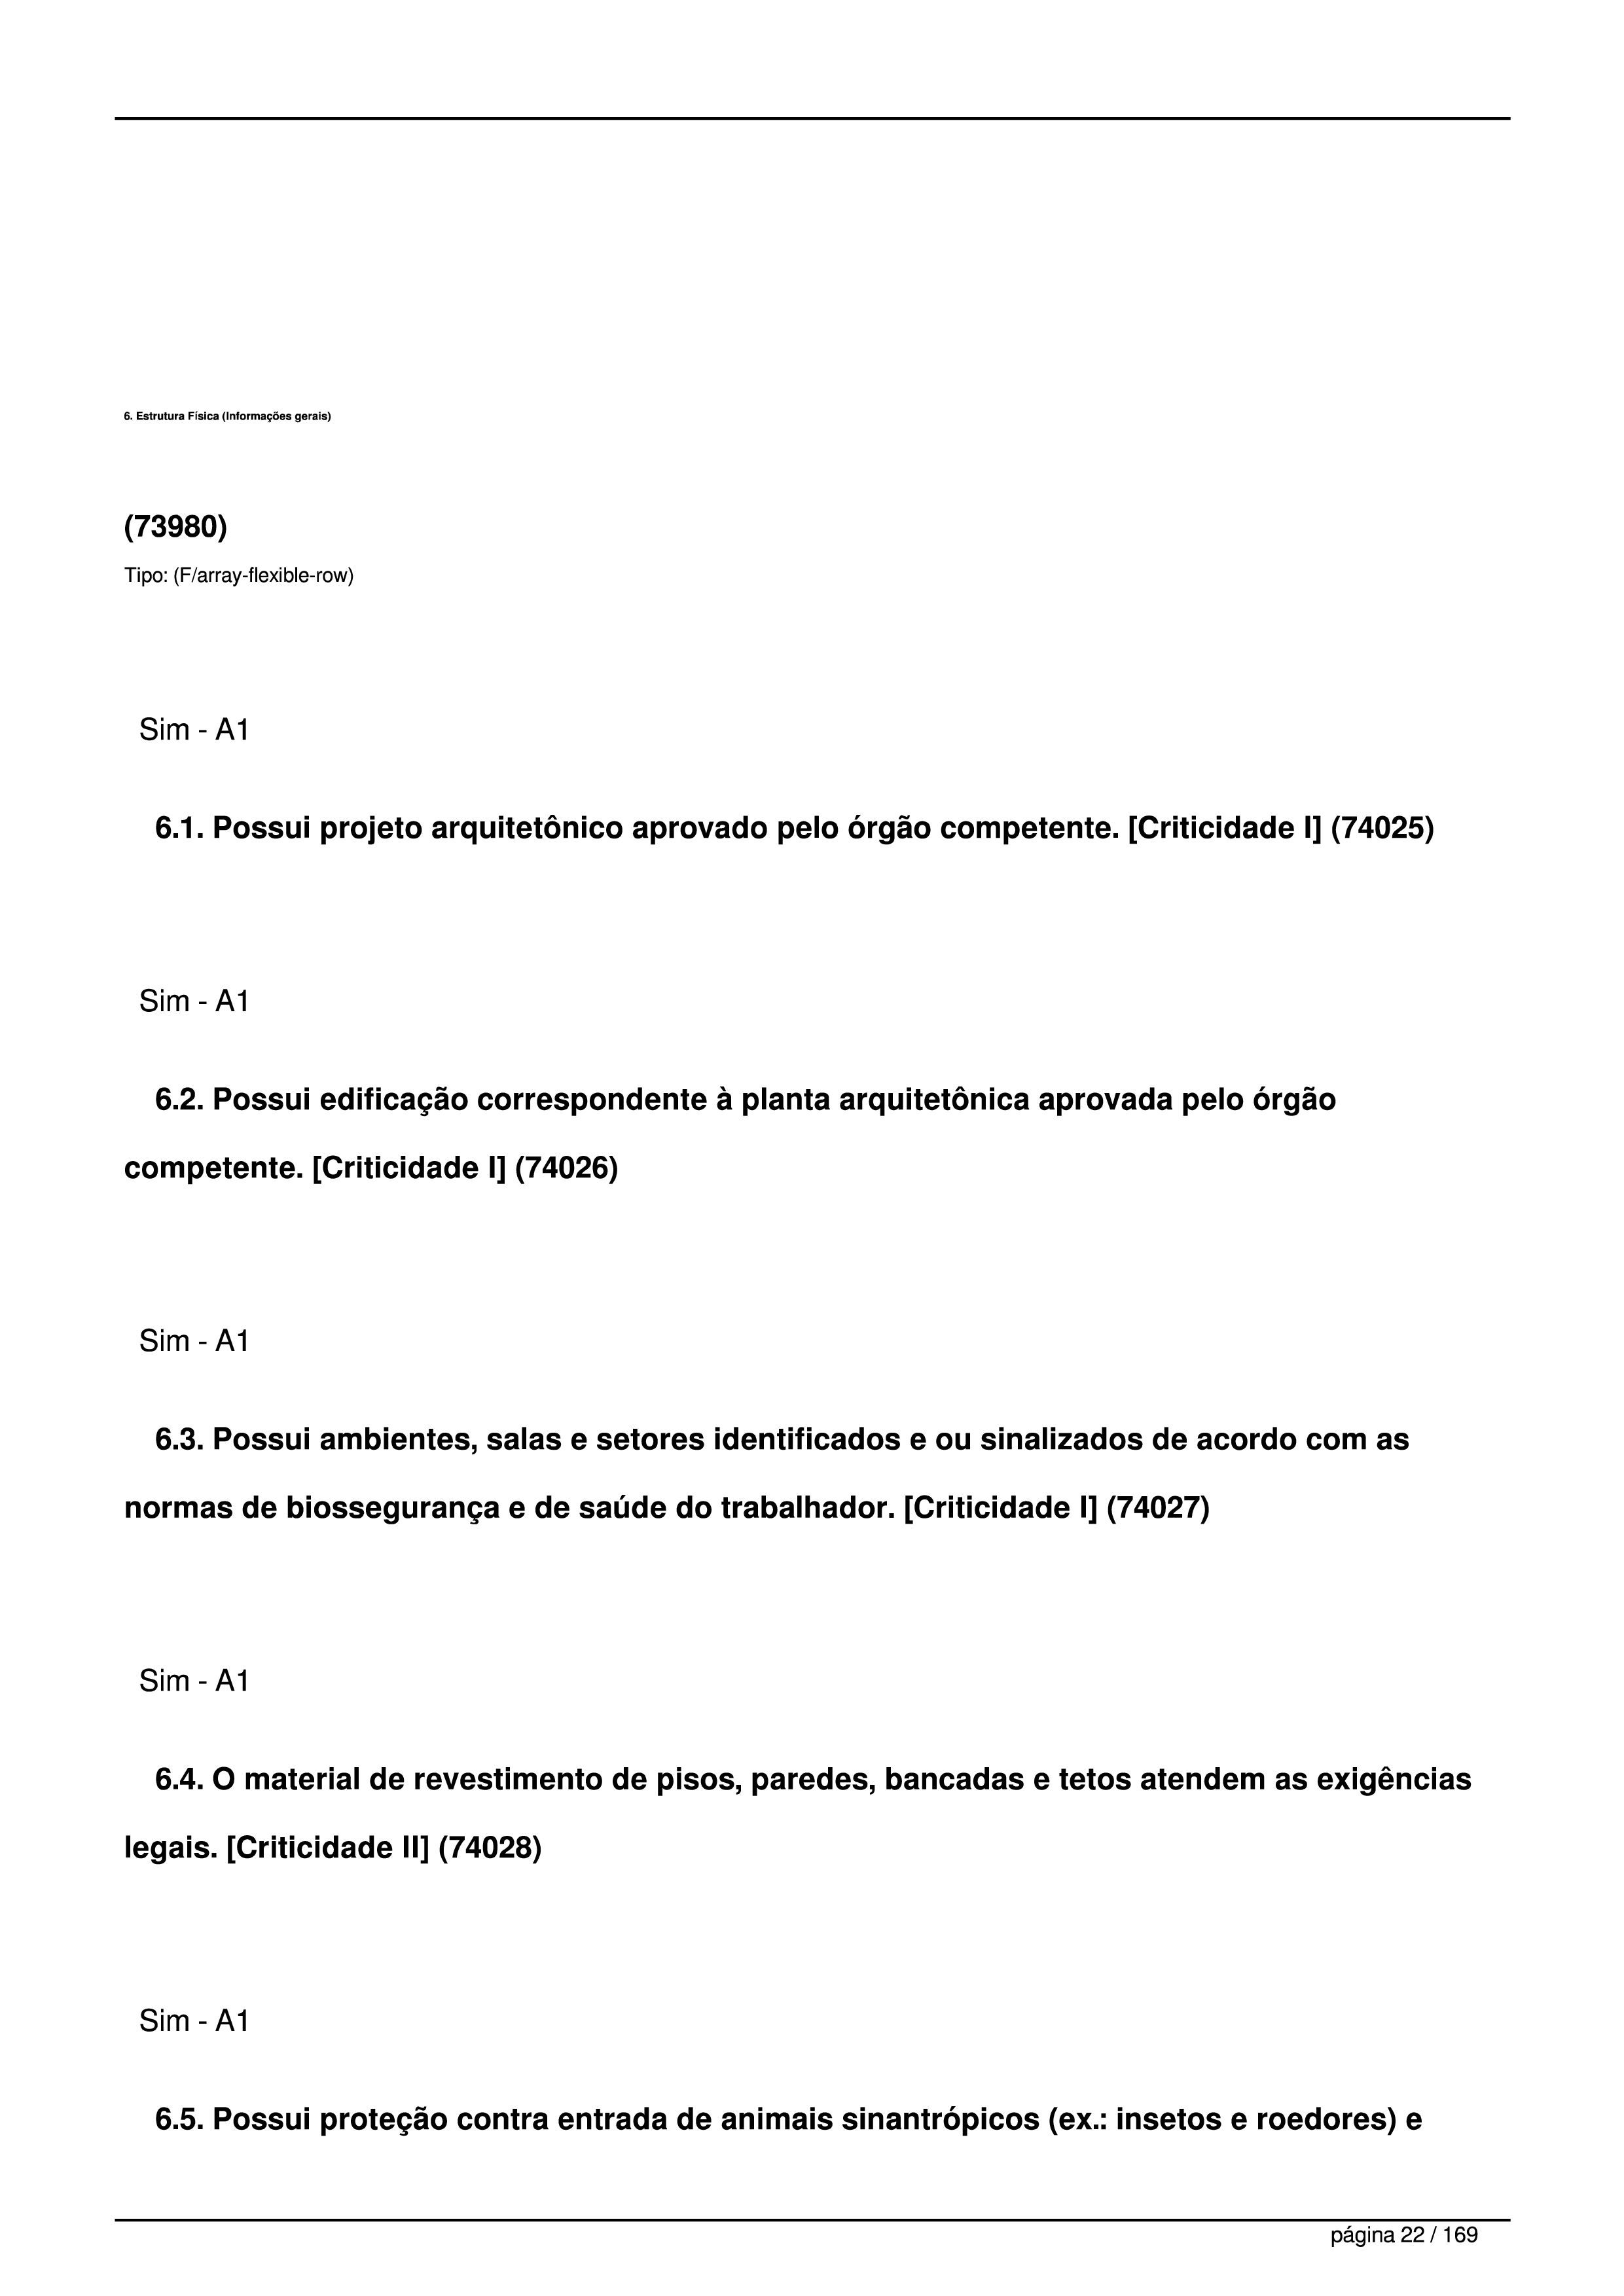 6. Estrutura Física (Informações gerais)
(73980)
Tipo: (F/array-flexible-row)
Sim - A1
6.1. Possui projeto arquitetônico aprovado pelo órgão competente. [Criticidade I] (74025)
Sim - A1
6.2. Possui edificação correspondente à planta arquitetônica aprovada pelo órgão
competente. [Criticidade I] (74026)
Sim - A1
6.3. Possui ambientes, salas e setores identificados e ou sinalizados de acordo com as
normas de biossegurança e de saúde do trabalhador. [Criticidade I] (74027)
Sim - A1
6.4. O material de revestimento de pisos, paredes, bancadas e tetos atendem as exigências
legais. [Criticidade II] (74028)
Sim - A1
6.5. Possui proteção contra entrada de animais sinantrópicos (ex.: insetos e roedores) e
página 22 / 169